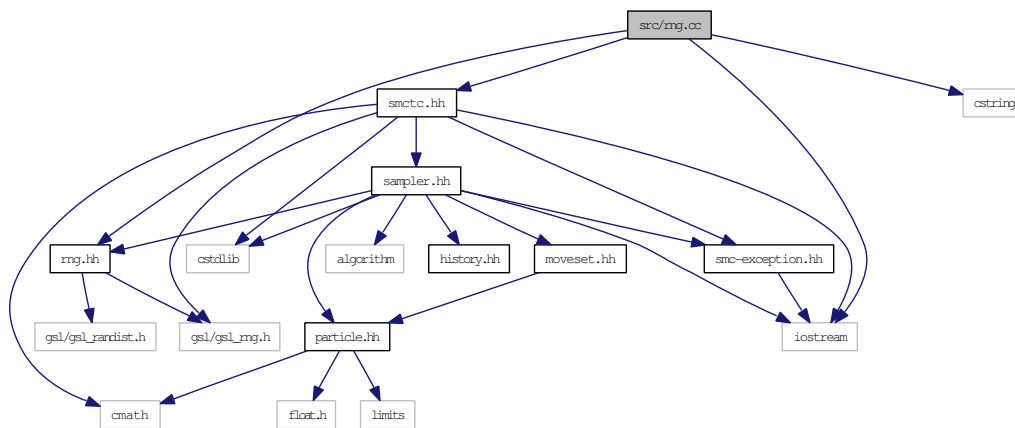 src/rng.cc
smctc.hh
cstring
sampler.hh
rng.hh
cstdlib
algorithm
history.hh
moveset.hh
smc-exception.hh
gsl/gsl_randist.h
gsl/gsl_rng.h
particle.hh
iostream
cmath
float.h
limits